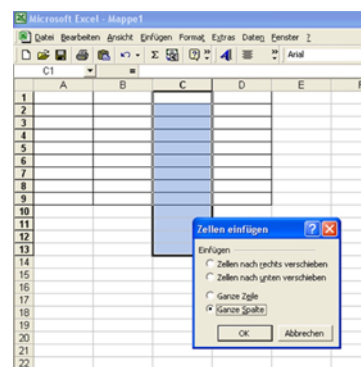 Microsoft Excel - Mappe1
Datei Bearbeiten Ansicht Einfügen Format Extras Daten Fenster ?
Σ Arial
C1 =
A B C D E
1
2
3
4
5
6
7
8
9
10
11
12
13
14
15
16
17
18
19
20
21
22
Zellen einfügen
Einfügen
Zellen nach rechts verschieben
Zellen nach unten verschieben
Ganze Zeile
Ganze Spalte
OK Abbrechen